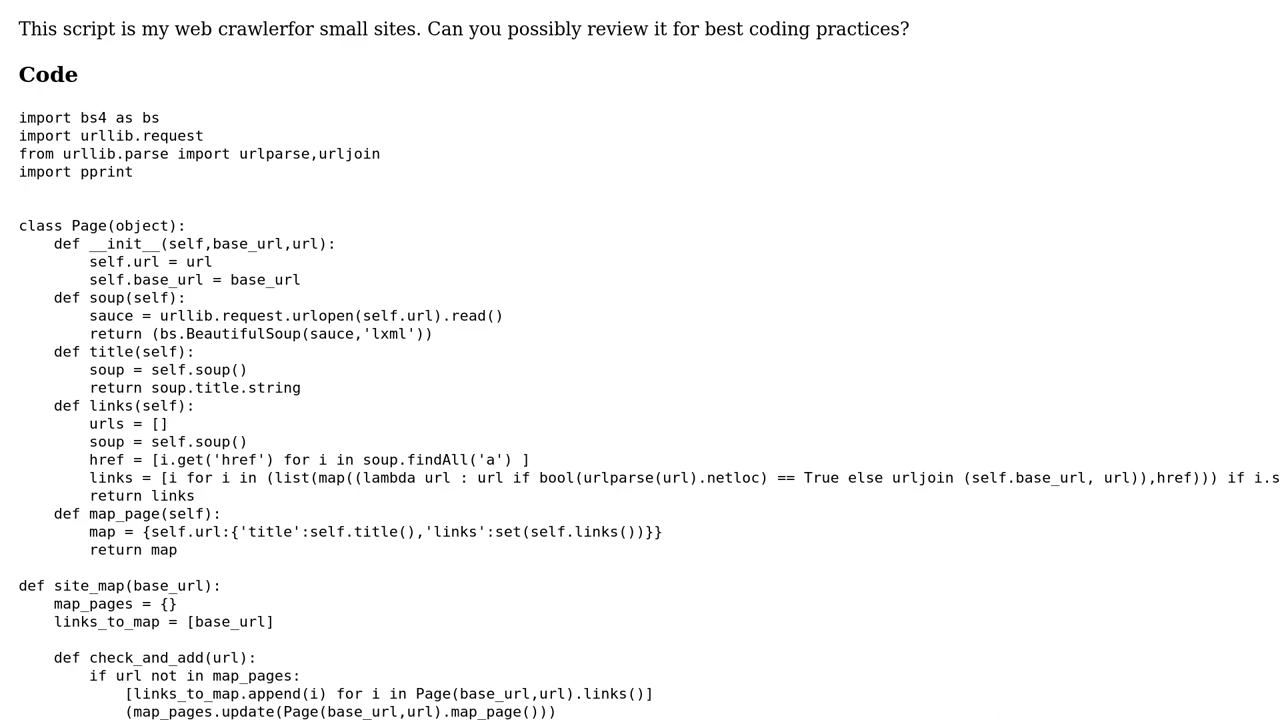 This script is my web crawlerfor small sites. Can you possibly review it for best coding practices?
Code
import bs4 as bs
import urllib.request
from urllib.parse import urlparse,urljoin
import pprint
class Page(object):
    def __init__(self,base_url,url):
        self.url = url
        self.base_url = base_url
    def soup(self):
        sauce = urllib.request.urlopen(self.url).read()
        return (bs.BeautifulSoup(sauce,'lxml'))
    def title(self):
        soup = self.soup()
        return soup.title.string
    def links(self):
        urls = []
        soup = self.soup()
        href = [i.get('href') for i in soup.findAll('a') ]
        links = [i for i in (list(map((lambda url : url if bool(urlparse(url).netloc) == True else urljoin (self.base_url, url)),href))) if i.s
        return links
    def map_page(self):
        map = {self.url:{'title':self.title(),'links':set(self.links())}}
        return map
def site_map(base_url):
    map_pages = {}
    links_to_map = [base_url]
    def check_and_add(url):
        if url not in map_pages:
            [links_to_map.append(i) for i in Page(base_url,url).links()]
            (map_pages.update(Page(base_url,url).map_page()))